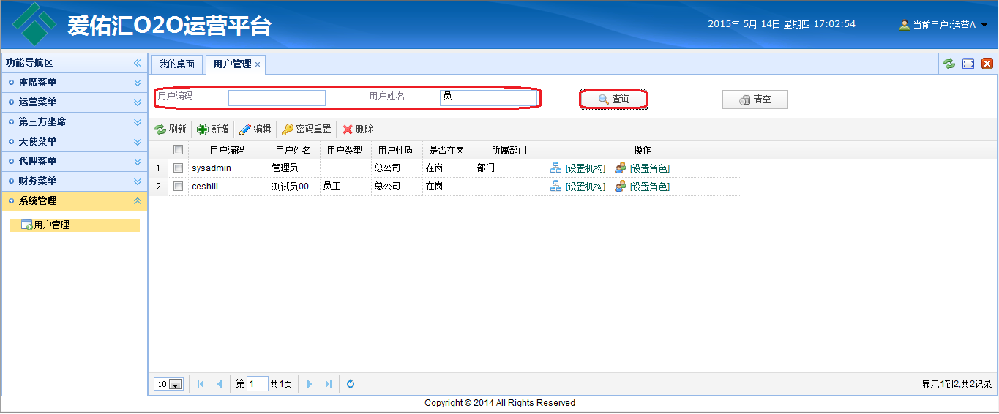 爱佑汇O2O运营平台
2015年 5月 14日 星期四 17:02:54
当前用户:运营A
功能导航区
座席菜单
运营菜单
第三方坐席
天使菜单
代理菜单
财务菜单
系统管理
用户管理
我的桌面 用户管理
用户编码 用户姓名 员 查询 清空
刷新 新增 编辑 密码重置 删除
用户编码 用户姓名 用户类型 用户性质 是否在岗 所属部门 操作
1 sysadmin 管理员 总公司 在岗 部门 [设置机构] [设置角色]
2 ceshill 测试员00 员工 总公司 在岗 [设置机构] [设置角色]
10 第 1 共1页 显示1到2,共2记录
Copyright © 2014 All Rights Reserved